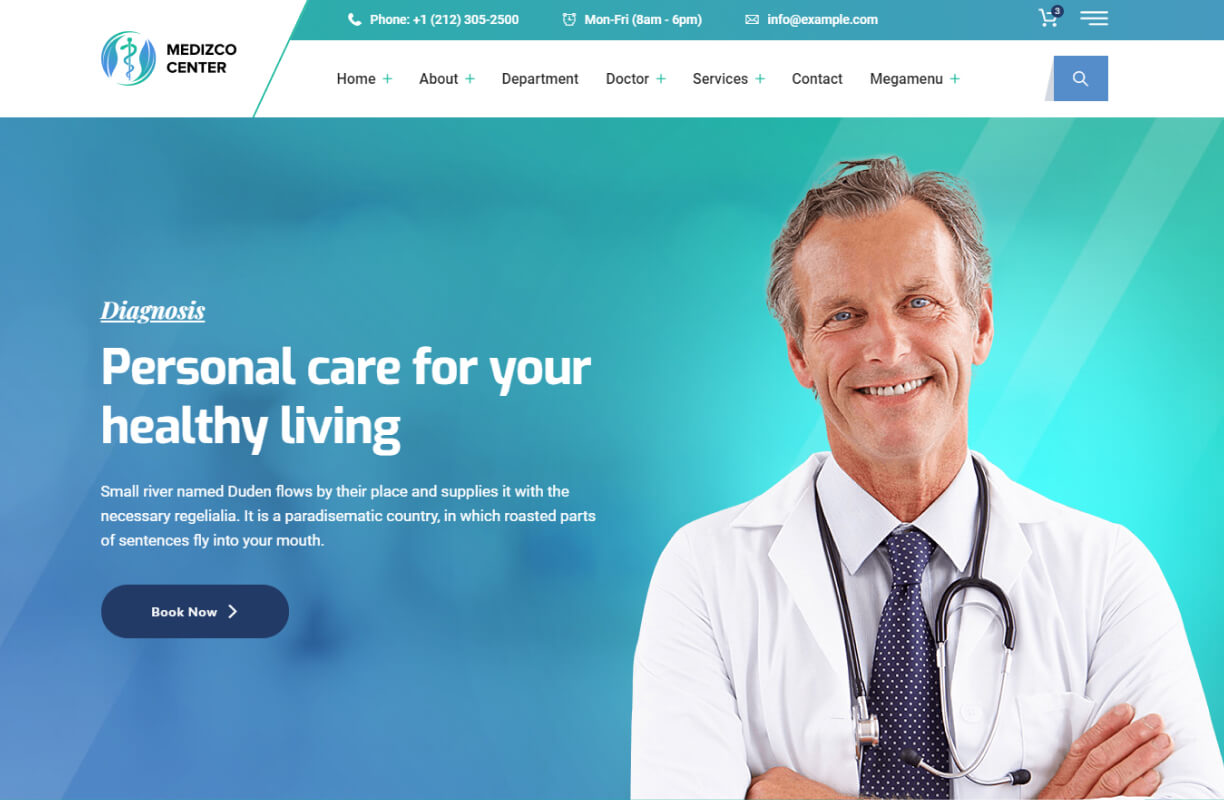 Phone: +1 (212) 305-2500
Mon-Fri (8am - 6pm)
info@example.com
3
MEDIZCO
CENTER
Home +
About +
Department
Doctor +
Services +
Contact
Megamenu +
Diagnosis
Personal care for your
healthy living
Small river named Duden flows by their place and supplies it with the
necessary regelialia. It is a paradisematic country, in which roasted parts
of sentences fly into your mouth.
Book Now